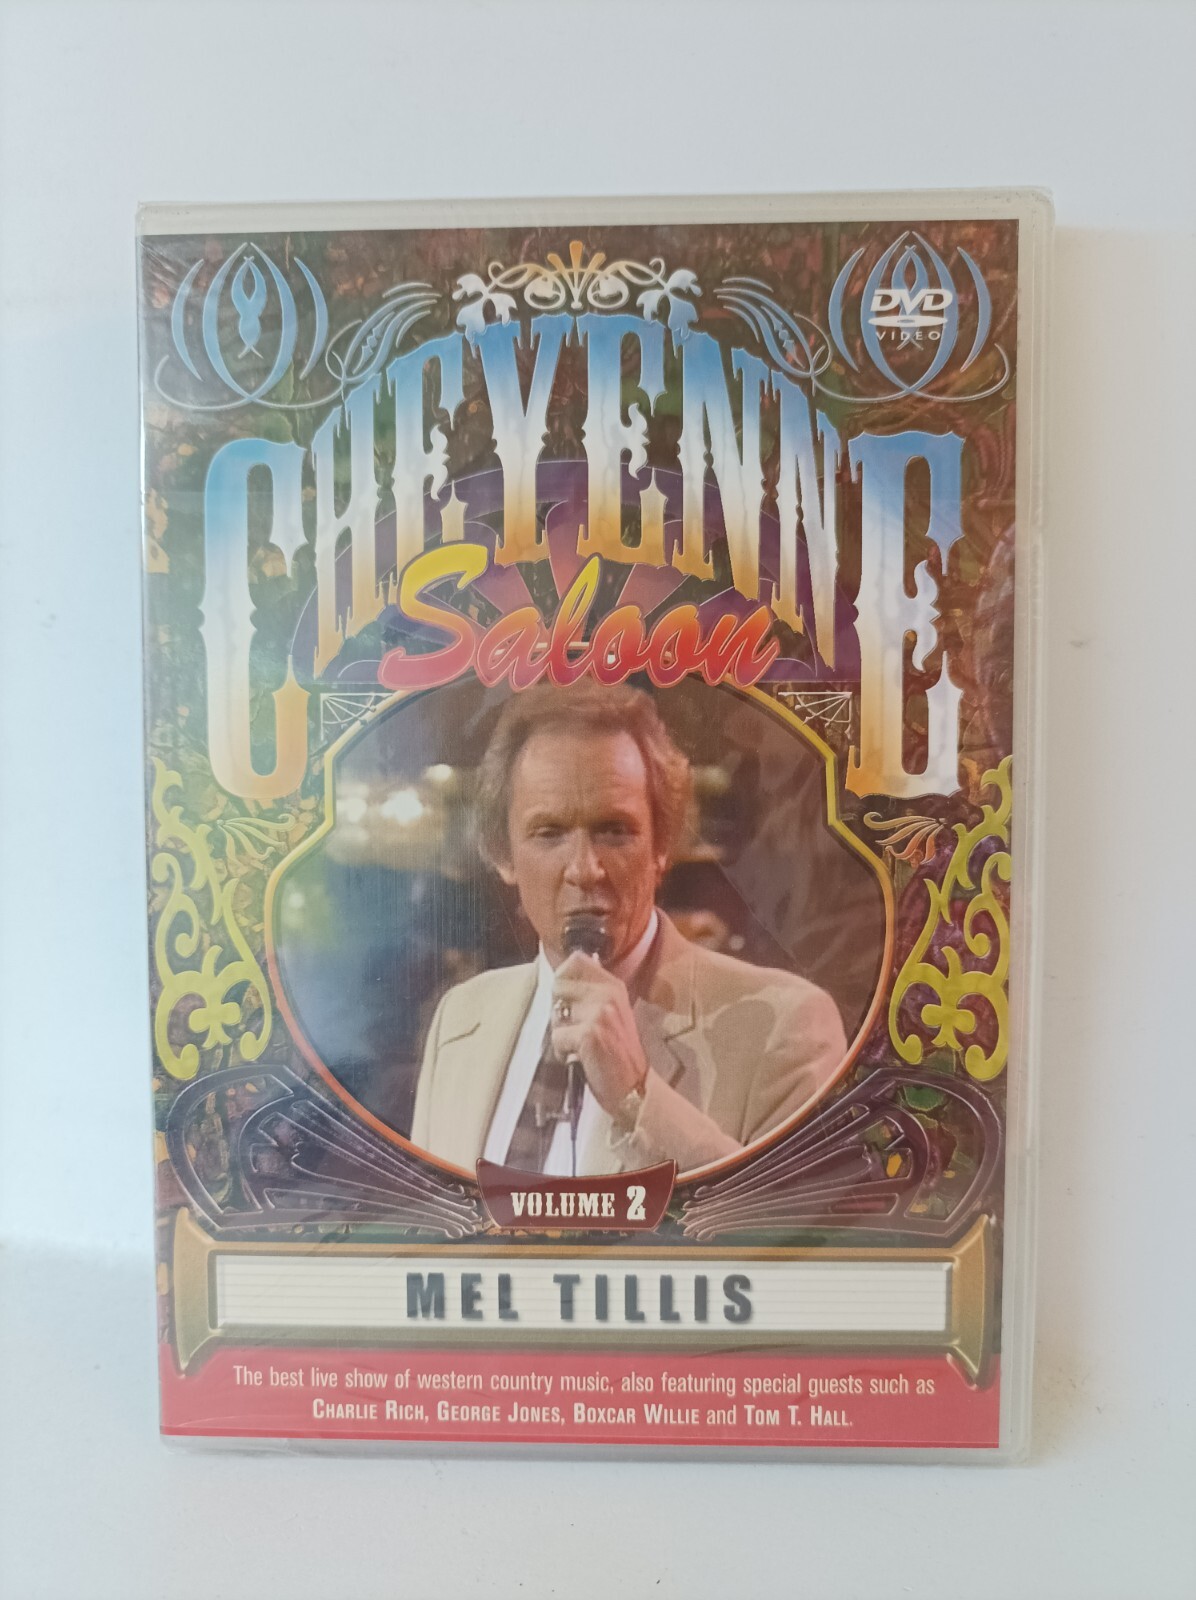 DVD
VIDEO
CHEYENNE
Saloon
VOLUME 2
MEL TILLIS
The best live show of western country music, also featuring special guests such as
CHARLIE RICH, GEORGE JONES, BOXCAR WILLIE and TOM T. HALL.